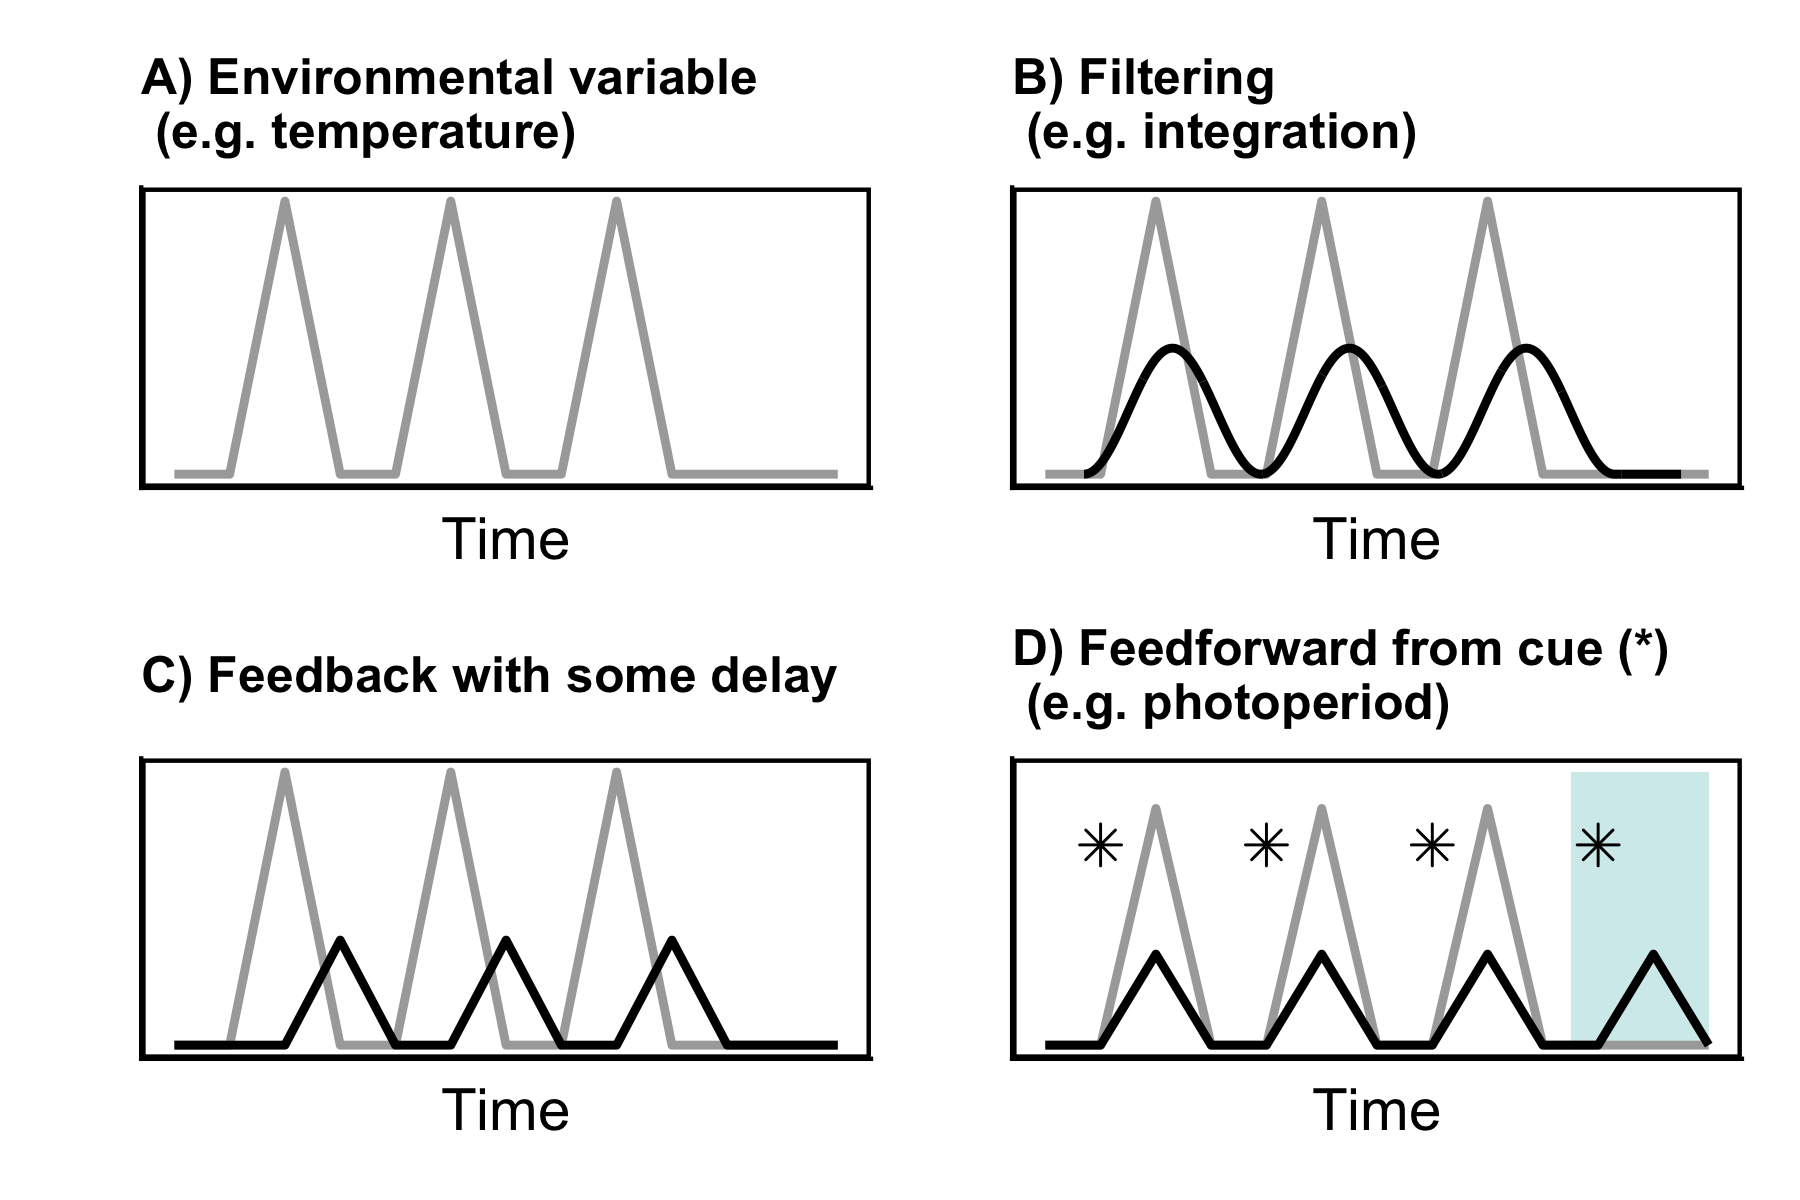 A) Environmental variable
(e.g. temperature)
B) Filtering
(e.g. integration)
Time
Time
C) Feedback with some delay
D) Feedforward from cue (*)
(e.g. photoperiod)
Time
Time